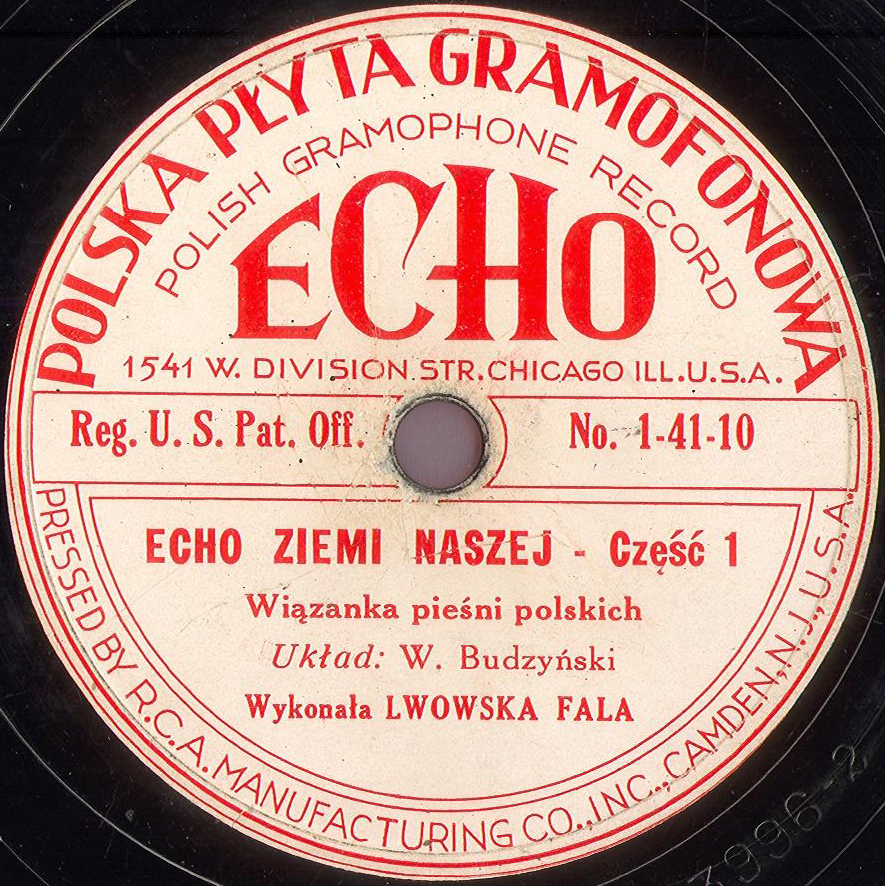 POLSKA PŁYTA GRAMOFONOWA
POLISH GRAMOPHONE RECORD
ECHO
1541 W. DIVISION STR. CHICAGO ILL. U.S.A.
Reg. U. S. Pat. Off.
No. 1-41-10
ECHO ZIEMI NASZEJ - Część 1
Wiązanka pieśni polskich
Układ: W. Budzyński
Wykonała LWOWSKA FALA
PRESSED BY R.C.A. MANUFACTURING CO., INC., CAMDEN, N.J., U.S.A.